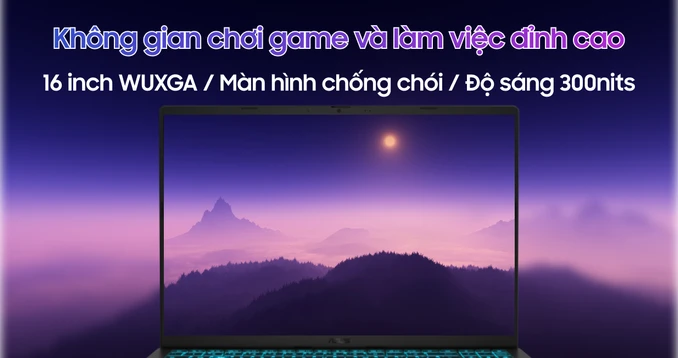 Không gian chơi game và làm việc đỉnh cao
16 inch WUXGA / Màn hình chống chói / Độ sáng 300nits